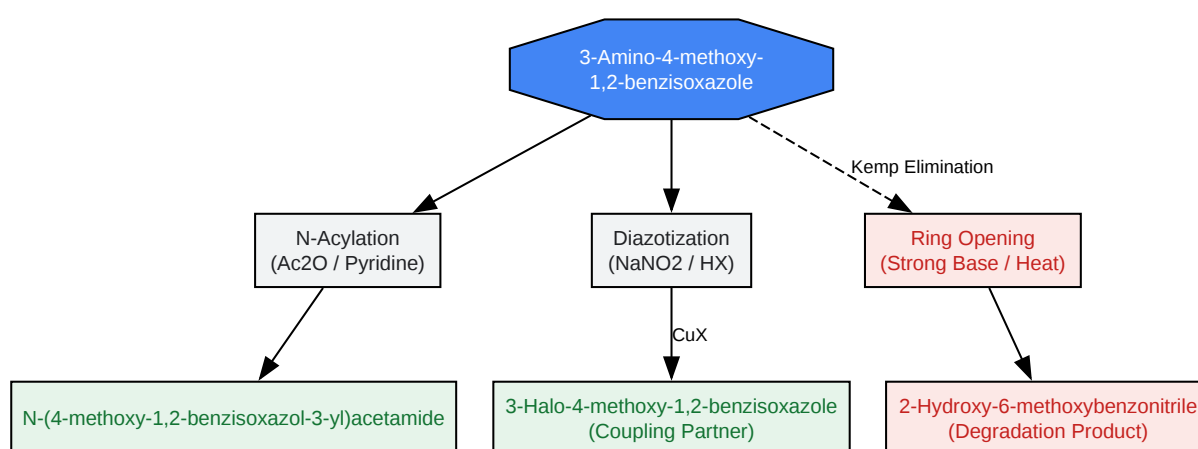 3-Amino-4-methoxy-
1,2-benzisoxazole
Kemp Elimination
N-Acylation
(Ac2O / Pyridine)
Diazotization
(NaNO2 / HX)
Ring Opening
(Strong Base / Heat)
CuX
N-(4-methoxy-1,2-benzisoxazol-3-yl)acetamide
3-Halo-4-methoxy-1,2-benzisoxazole
(Coupling Partner)
2-Hydroxy-6-methoxybenzonitrile
(Degradation Product)